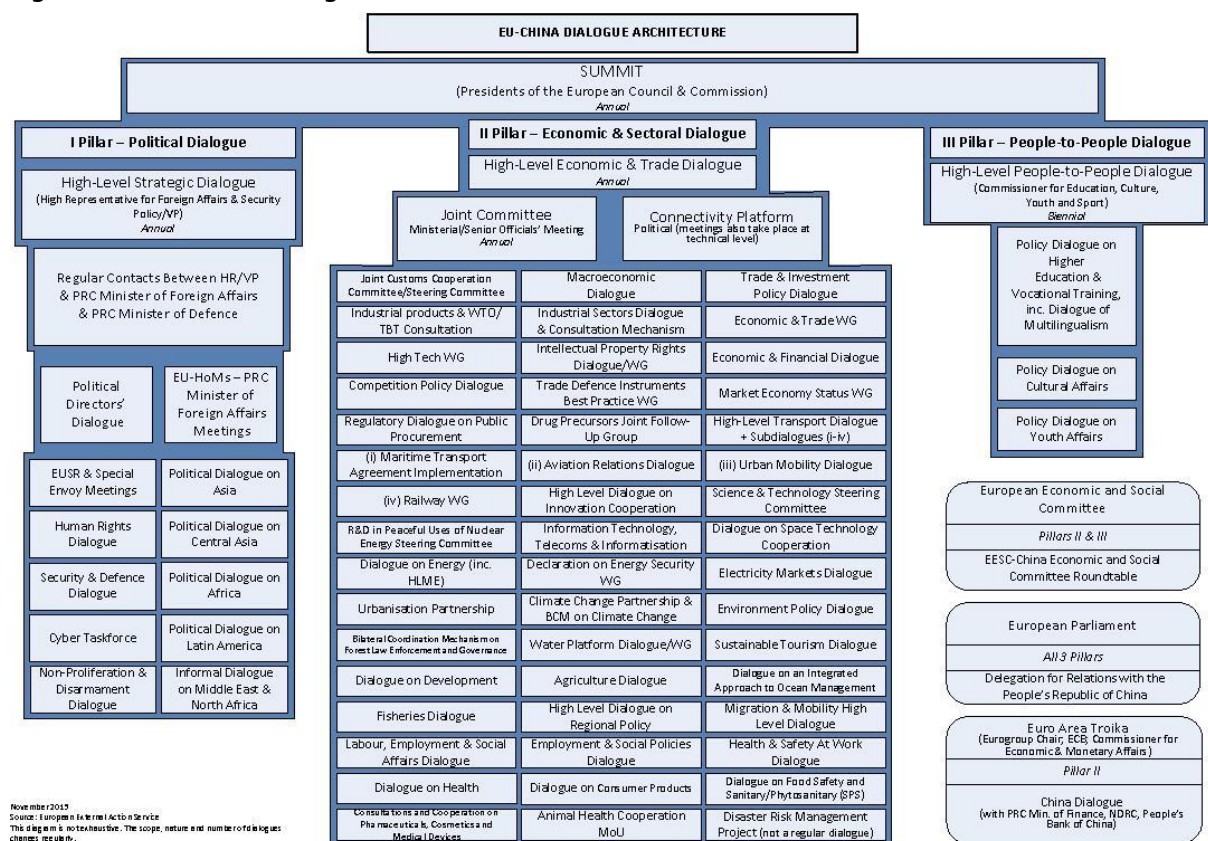 EU-CHINA DIALOGUE ARCHITECTURE
SUMMIT
(Presidents of the European Council & Commission)
Annual
I Pillar – Political Dialogue
High-Level Strategic Dialogue
(High Representative for Foreign Affairs & Security
Policy/VP)
Annual
Regular Contacts Between HR/VP
& PRC Minister of Foreign Affairs
& PRC Minister of Defence
Political
Directors'
Dialogue
EU-HoMs – PRC
Minister of
Foreign Affairs
Meetings
EUSR & Special
Envoy Meetings
Political Dialogue on
Asia
Human Rights
Dialogue
Political Dialogue on
Central Asia
Security & Defence
Dialogue
Political Dialogue on
Africa
Cyber Taskforce
Political Dialogue on
Latin America
Non-Proliferation &
Disarmament
Dialogue
Informal Dialogue
on Middle East &
North Africa
II Pillar – Economic & Sectoral Dialogue
High-Level Economic & Trade Dialogue
Annual
Joint Committee
Ministerial/Senior Officials' Meeting
Annual
Connectivity Platform
Political (meetings also take place at
technical level)
Joint Customs Cooperation
Committee/Steering Committee
Macroeconomic
Dialogue
Trade & Investment
Policy Dialogue
Industrial products & WTO/
TBT Consultation
Industrial Sectors Dialogue
& Consultation Mechanism
Economic & Trade WG
High Tech WG
Intellectual Property Rights
Dialogue/WG
Economic & Financial Dialogue
Competition Policy Dialogue
Trade Defence Instruments
Best Practice WG
Market Economy Status WG
Regulatory Dialogue on Public
Procurement
Drug Precursors Joint Follow-
Up Group
High-Level Transport Dialogue
+ Subdialogues (i-iv)
(i) Maritime Transport
Agreement Implementation
(ii) Aviation Relations Dialogue
(iii) Urban Mobility Dialogue
(iv) Railway WG
High Level Dialogue on
Innovation Cooperation
Science & Technology Steering
Committee
R&D in Peaceful Uses of Nuclear
Energy Steering Committee
Information Technology,
Telecoms & Informatisation
Dialogue on Space Technology
Cooperation
Dialogue on Energy (inc.
HLME)
Declaration on Energy Security
WG
Electricity Markets Dialogue
Urbanisation Partnership
Climate Change Partnership &
BCM on Climate Change
Environment Policy Dialogue
Bilateral Coordination Mechanism on
Forest Law Enforcement and Governance
Water Platform Dialogue/WG
Sustainable Tourism Dialogue
Dialogue on Development
Agriculture Dialogue
Dialogue on an Integrated
Approach to Ocean Management
Fisheries Dialogue
High Level Dialogue on
Regional Policy
Migration & Mobility High
Level Dialogue
Labour, Employment & Social
Affairs Dialogue
Employment & Social Policies
Dialogue
Health & Safety At Work
Dialogue
Dialogue on Health
Dialogue on Consumer Products
Dialogue on Food Safety and
Sanitary/Phytosanitary (SPS)
Consultations and Cooperation on
Pharmaceuticals, Cosmetics and
Medical Devices
Animal Health Cooperation
MoU
Disaster Risk Management
Project (not a regular dialogue)
III Pillar – People-to-People Dialogue
High-Level People-to-People Dialogue
(Commissioner for Education, Culture,
Youth and Sport)
Biennial
Policy Dialogue on
Higher
Education &
Vocational Training,
inc. Dialogue of
Multilingualism
Policy Dialogue on
Cultural Affairs
Policy Dialogue on
Youth Affairs
European Economic and Social
Committee
Pillars II & III
EESC-China Economic and Social
Committee Roundtable
European Parliament
All 3 Pillars
Delegation for Relations with the
People's Republic of China
Euro Area Troika
(Eurogroup Chair, ECB, Commissioner for
Economic & Monetary Affairs)
Pillar II
China Dialogue
(with PRC Min. of Finance, NDRC, People's
Bank of China)
November 2015
Source: European External Action Service
This diagram is not exhaustive. The scope, nature and number of dialogues
changes regularly.